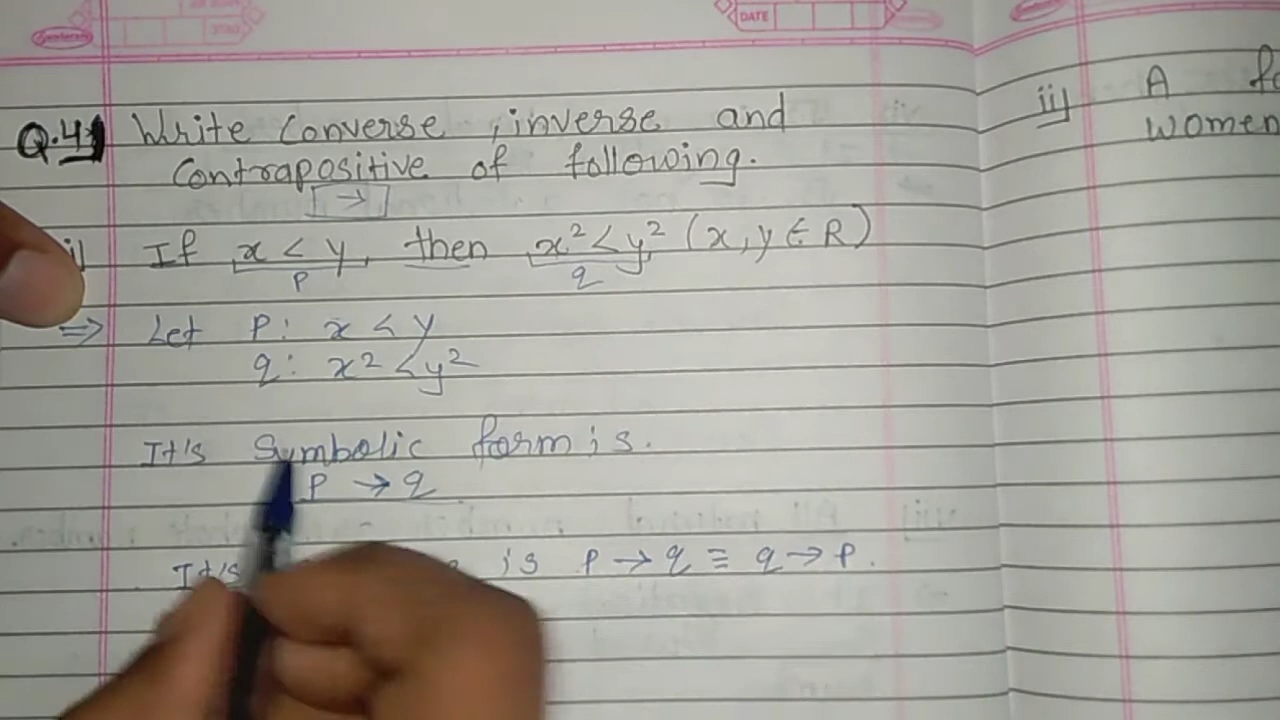 DATE
Q.4) Write Converse, inverse and
Contrapositive of following.
→
i) If x < y, then x² < y² (x, y ∈ R)
p q
⇒ Let P: x < y
q: x² < y²
It's Symbolic form is.
P → q
It's is P → q ≡ q → P.
ii) A
women